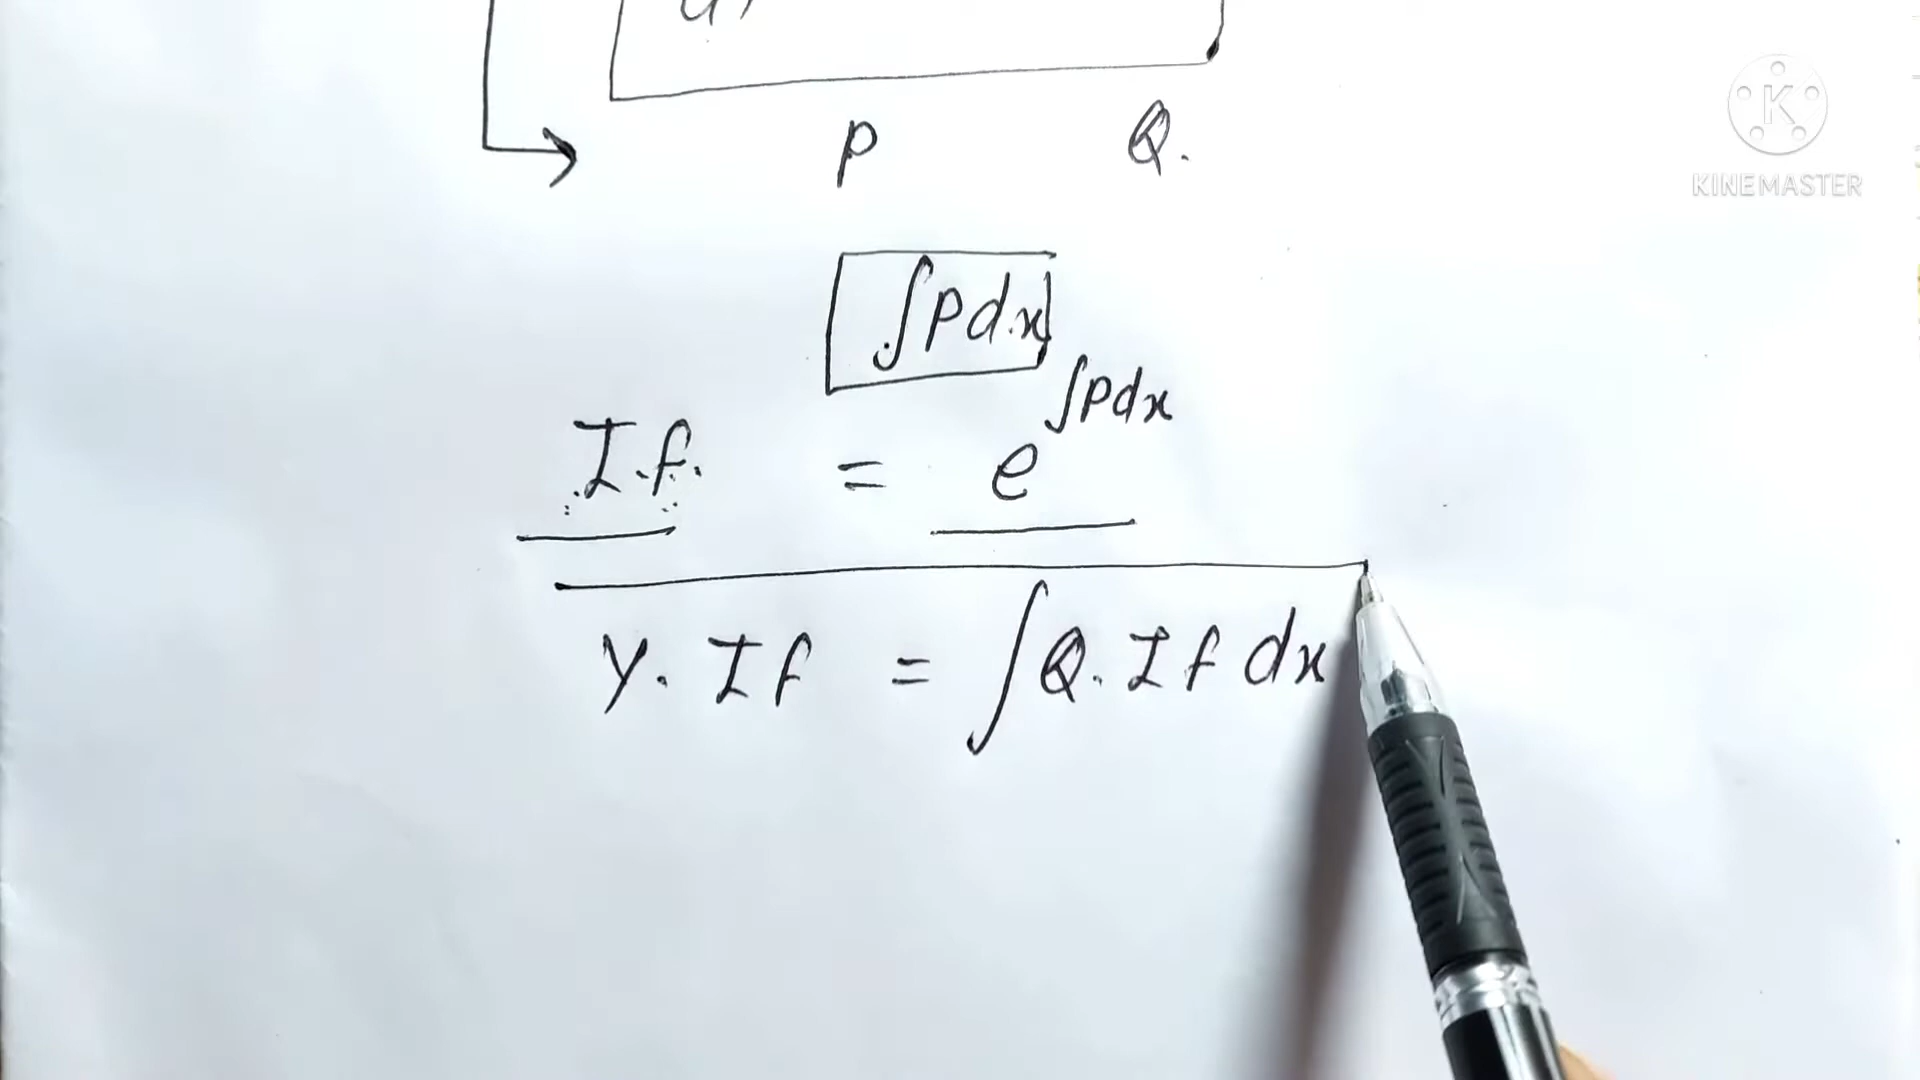 P Q.
K
KINEMASTER
∫Pdx
I.f. = e^∫Pdx
y. If = ∫Q. If dx